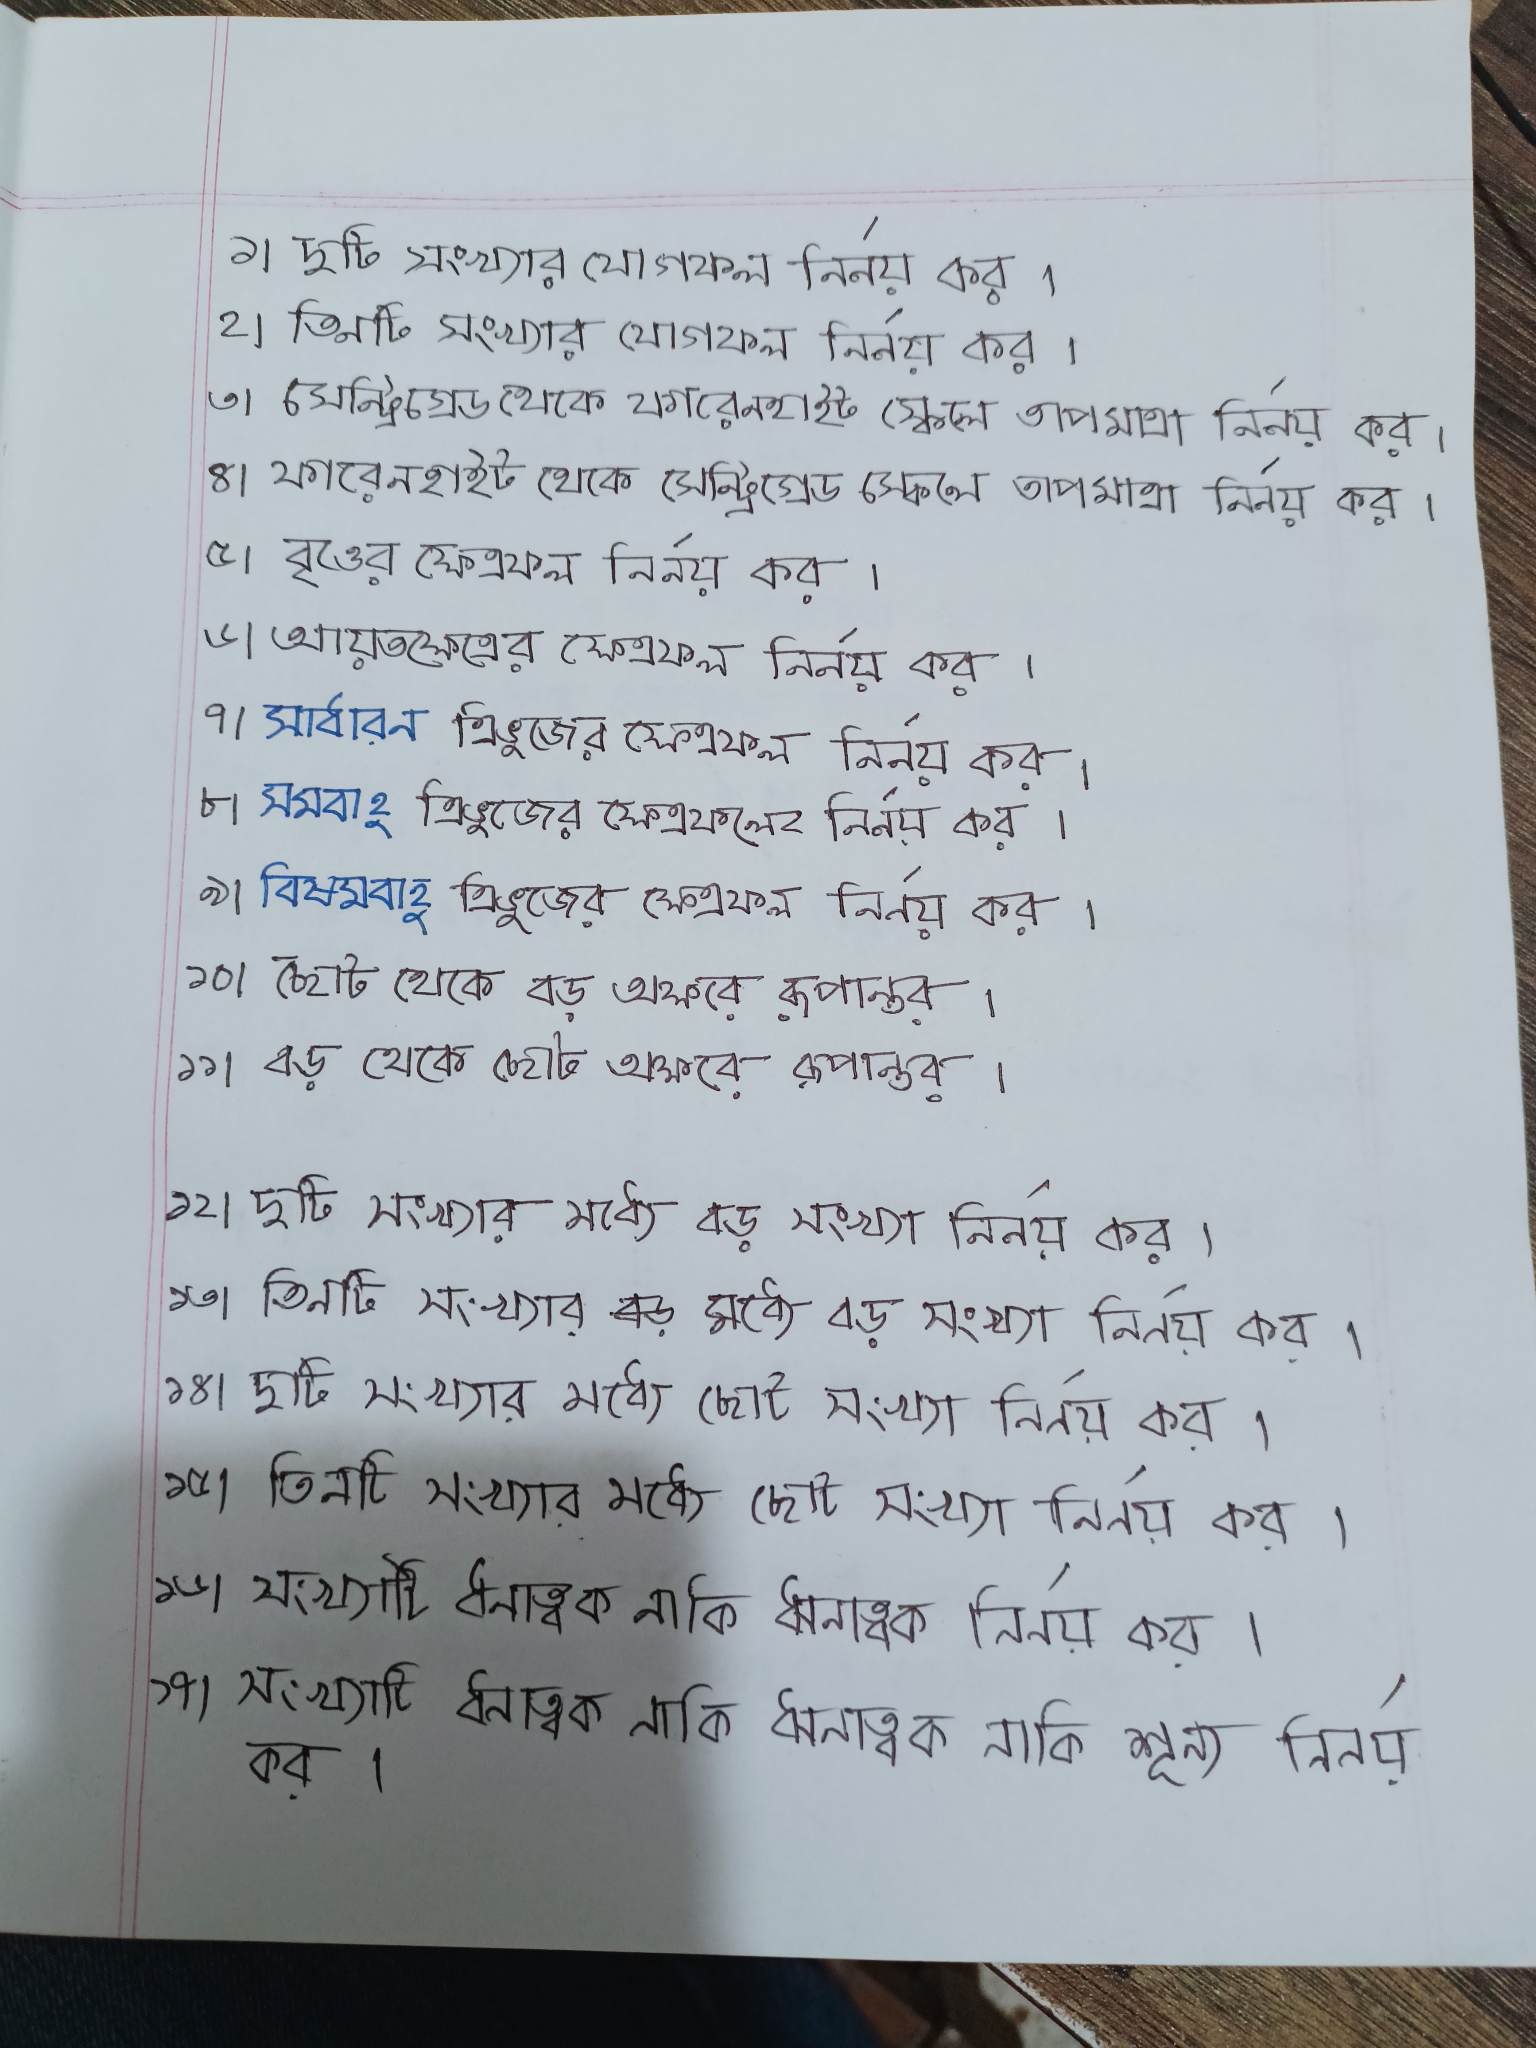 ১। দুটি সংখ্যার যোগফল নির্নয় কর ।
২। তিনটি সংখ্যার যোগফল নির্নয় কর ।
৩। সেন্ট্রিগ্রেড থেকে ফারেনহাইট স্কেলে তাপমাত্রা নির্নয় কর ।
৪। ফারেনহাইট থেকে সেন্ট্রিগ্রেড স্কেলে তাপমাত্রা নির্নয় কর ।
৫। বৃত্তের ক্ষেত্রফল নির্নয় কর ।
৬। আয়তক্ষেত্রের ক্ষেত্রফল নির্নয় কর ।
৭। সাধারন ত্রিভুজের ক্ষেত্রফল নির্নয় কর ।
৮। সমবাহু ত্রিভুজের ক্ষেত্রফলের নির্নয় কর ।
৯। বিষমবাহু ত্রিভুজের ক্ষেত্রফল নির্নয় কর ।
১০। ছোট থেকে বড় অক্ষরে রূপান্তর ।
১১। বড় থেকে ছোট অক্ষরে রূপান্তর ।
১২। দুটি সংখ্যার মধ্যে বড় সংখ্যা নির্নয় কর ।
১৩। তিনটি সংখ্যার মধ্যে বড় সংখ্যা নির্নয় কর ।
১৪। দুটি সংখ্যার মধ্যে ছোট সংখ্যা নির্নয় কর ।
১৫। তিনটি সংখ্যার মধ্যে ছোট সংখ্যা নির্নয় কর ।
১৬। সংখ্যাটি ধনাত্বক নাকি ঋনাত্বক নির্নয় কর ।
১৭। সংখ্যাটি ধনাত্বক নাকি ঋনাত্বক নাকি শূন্য নির্নয়
কর ।